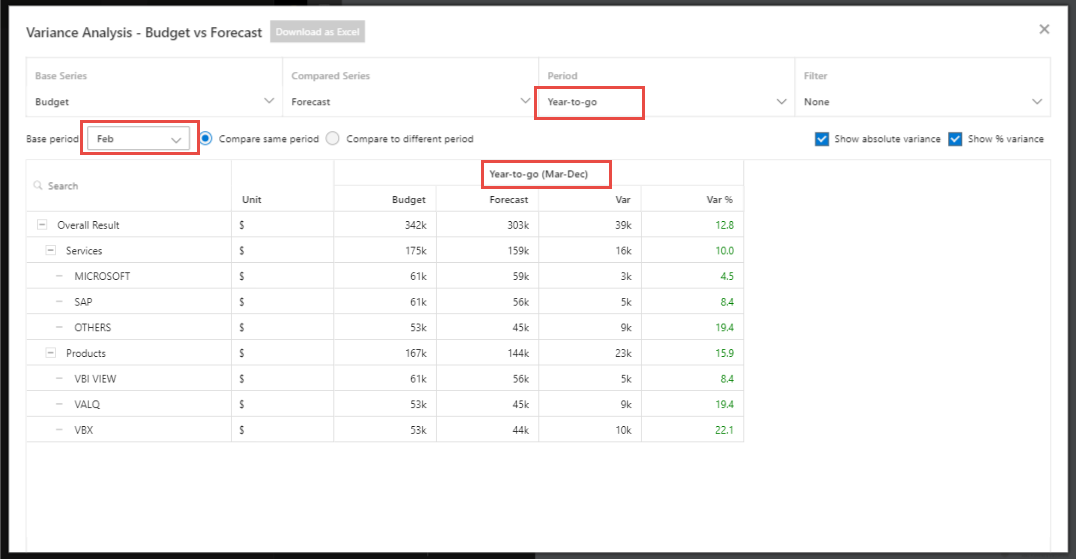 Variance Analysis - Budget vs Forecast Download as Excel
Base Series Compared Series Period Filter
Budget Forecast Year-to-go None
Base period Feb Compare same period Compare to different period Show absolute variance Show % variance
Year-to-go (Mar-Dec)
Search
Unit Budget Forecast Var Var %
Overall Result $ 342k 303k 39k 12.8
Services $ 175k 159k 16k 10.0
MICROSOFT $ 61k 59k 3k 4.5
SAP $ 61k 56k 5k 8.4
OTHERS $ 53k 45k 9k 19.4
Products $ 167k 144k 23k 15.9
VBI VIEW $ 61k 56k 5k 8.4
VALQ $ 53k 45k 9k 19.4
VBX $ 53k 44k 10k 22.1